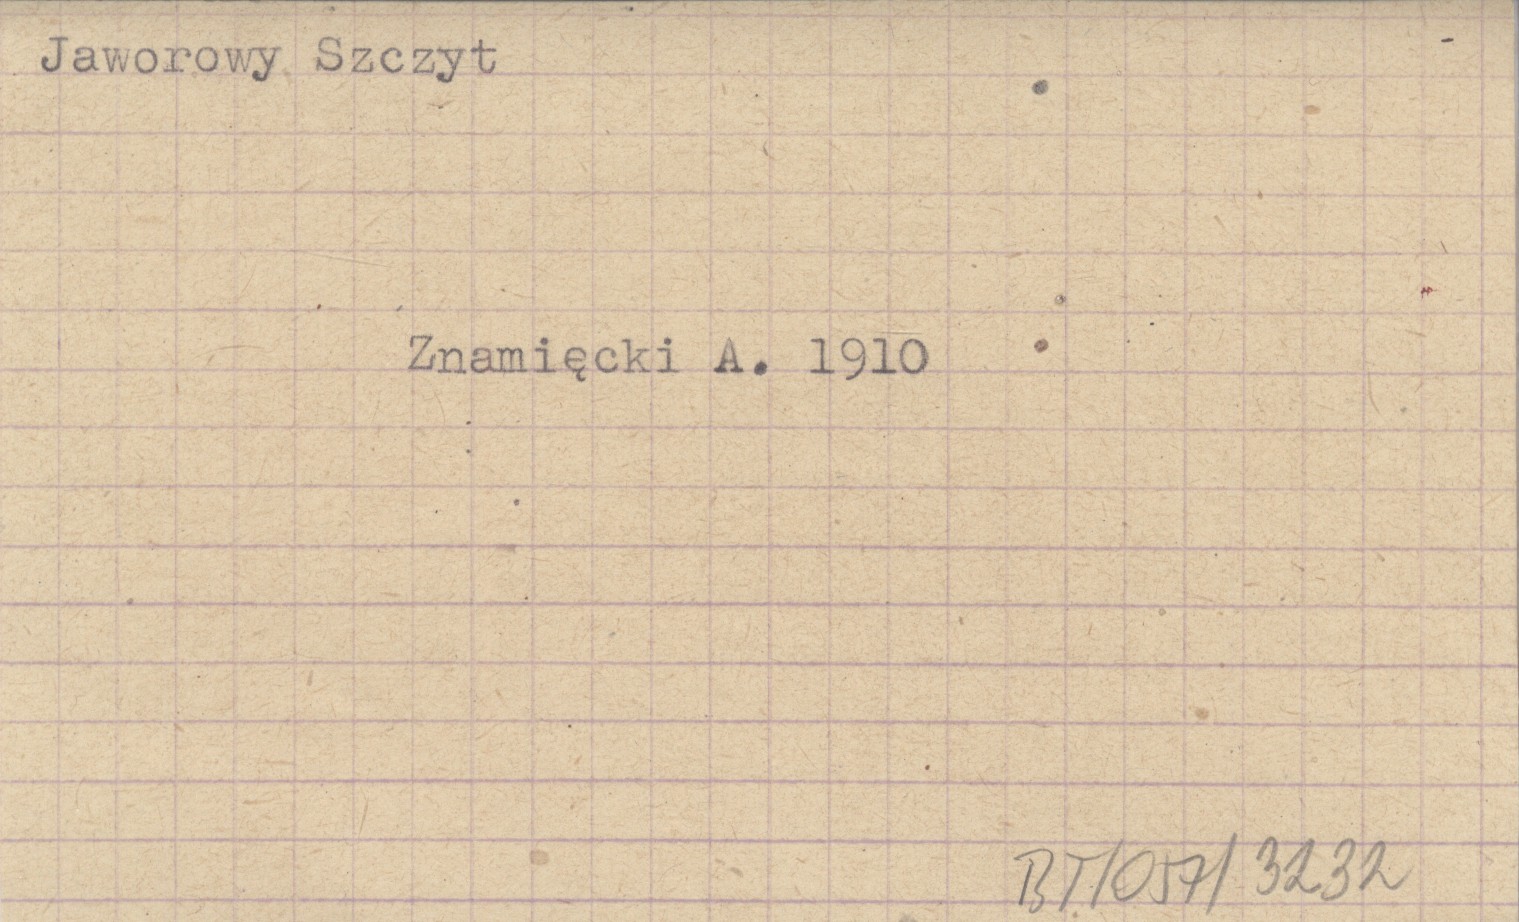 Jaworowy Szczyt
Znamięcki A. 1910
BT/057/3232